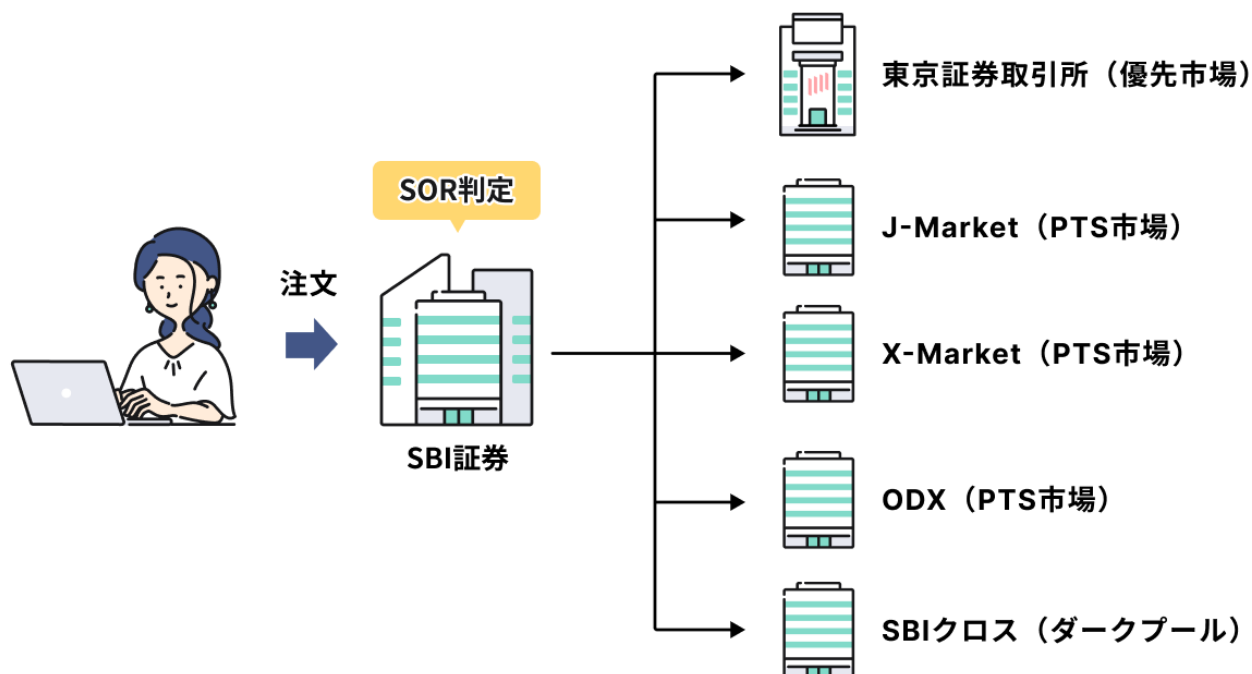 東京証券取引所（優先市場）
SOR判定
J-Market（PTS市場）
注文
X-Market（PTS市場）
SBI証券
ODX（PTS市場）
SBIクロス（ダークプール）